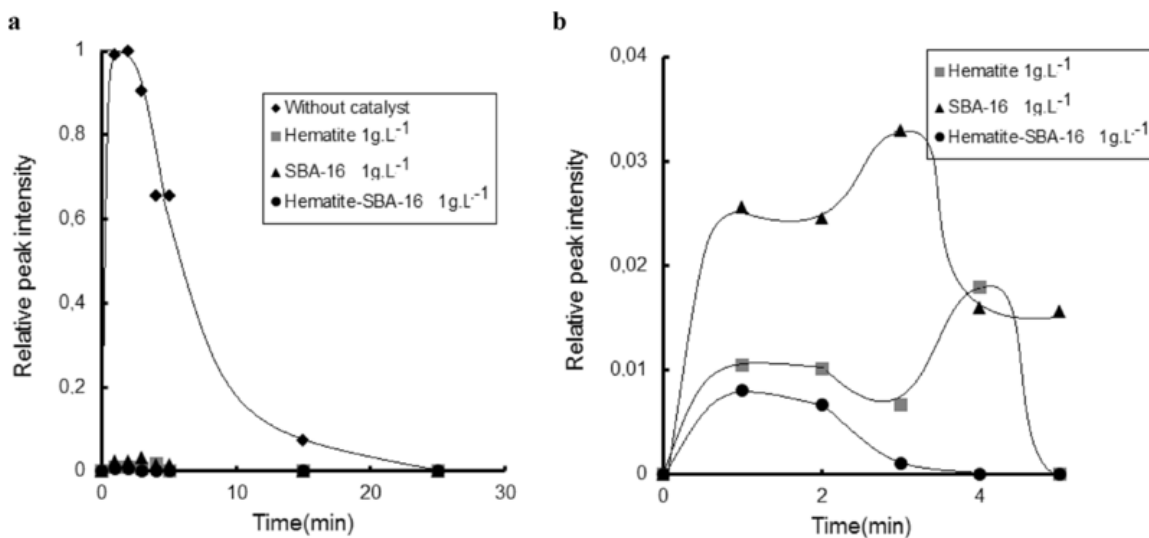 a
Relative peak intensity
1
0,8
0,6
0,4
0,2
0
0
10
20
30
Time(min)
Without catalyst
Hematite 1g.L-1
SBA-16 1g.L-1
Hematite-SBA-16 1g.L-1
b
Relative peak intensity
0,04
0,03
0,02
0,01
0
0
2
4
Time(min)
Hematite 1g.L-1
SBA-16 1g.L-1
Hematite-SBA-16 1g.L-1